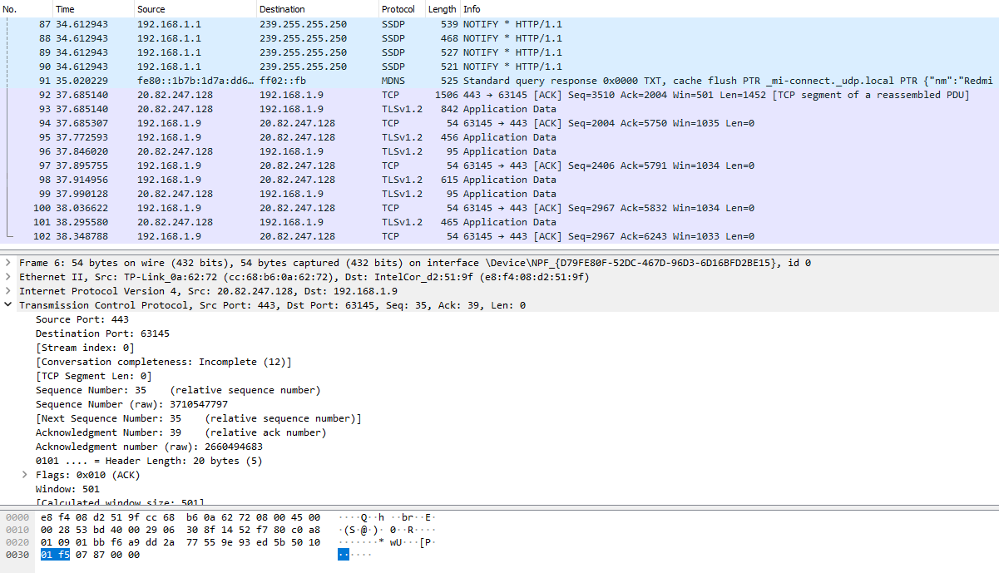 No. Time Source Destination Protocol Length Info
87 34.612943 192.168.1.1 239.255.255.250 SSDP 539 NOTIFY * HTTP/1.1
88 34.612943 192.168.1.1 239.255.255.250 SSDP 468 NOTIFY * HTTP/1.1
89 34.612943 192.168.1.1 239.255.255.250 SSDP 527 NOTIFY * HTTP/1.1
90 34.612943 192.168.1.1 239.255.255.250 SSDP 521 NOTIFY * HTTP/1.1
91 35.020229 fe80::1b7b:1d7a:dd6… ff02::fb MDNS 525 Standard query response 0x0000 TXT, cache flush PTR _mi-connect._udp.local PTR {"nm":"Redmi
92 37.685140 20.82.247.128 192.168.1.9 TCP 1506 443 → 63145 [ACK] Seq=3510 Ack=2004 Win=501 Len=1452 [TCP segment of a reassembled PDU]
93 37.685140 20.82.247.128 192.168.1.9 TLSv1.2 842 Application Data
94 37.685307 192.168.1.9 20.82.247.128 TCP 54 63145 → 443 [ACK] Seq=2004 Ack=5750 Win=1035 Len=0
95 37.772593 192.168.1.9 20.82.247.128 TLSv1.2 456 Application Data
96 37.846020 20.82.247.128 192.168.1.9 TLSv1.2 95 Application Data
97 37.895755 192.168.1.9 20.82.247.128 TCP 54 63145 → 443 [ACK] Seq=2406 Ack=5791 Win=1034 Len=0
98 37.914956 192.168.1.9 20.82.247.128 TLSv1.2 615 Application Data
99 37.990128 20.82.247.128 192.168.1.9 TLSv1.2 95 Application Data
100 38.036622 192.168.1.9 20.82.247.128 TCP 54 63145 → 443 [ACK] Seq=2967 Ack=5832 Win=1034 Len=0
101 38.295580 20.82.247.128 192.168.1.9 TLSv1.2 465 Application Data
102 38.348788 192.168.1.9 20.82.247.128 TCP 54 63145 → 443 [ACK] Seq=2967 Ack=6243 Win=1033 Len=0
Frame 6: 54 bytes on wire (432 bits), 54 bytes captured (432 bits) on interface \Device\NPF_{D79FE80F-52DC-467D-96D3-6D16BFD2BE15}, id 0
Ethernet II, Src: TP-Link_0a:62:72 (cc:68:b6:0a:62:72), Dst: IntelCor_d2:51:9f (e8:f4:08:d2:51:9f)
Internet Protocol Version 4, Src: 20.82.247.128, Dst: 192.168.1.9
Transmission Control Protocol, Src Port: 443, Dst Port: 63145, Seq: 35, Ack: 39, Len: 0
Source Port: 443
Destination Port: 63145
[Stream index: 0]
[Conversation completeness: Incomplete (12)]
[TCP Segment Len: 0]
Sequence Number: 35 (relative sequence number)
Sequence Number (raw): 3710547797
[Next Sequence Number: 35 (relative sequence number)]
Acknowledgment Number: 39 (relative ack number)
Acknowledgment number (raw): 2660494683
0101 .... = Header Length: 20 bytes (5)
Flags: 0x010 (ACK)
Window: 501
[Calculated window size: 501]
0000 e8 f4 08 d2 51 9f cc 68 b6 0a 62 72 08 00 45 00 ····Q··h ··br··E·
0010 00 28 53 bd 40 00 29 06 30 8f 14 52 f7 80 c0 a8 ·(S·@·)· 0··R····
0020 01 09 01 bb f6 a9 dd 2a 77 55 9e 93 ed 5b 50 10 ·······* wU···[P·
0030 01 f5 07 87 00 00 ······